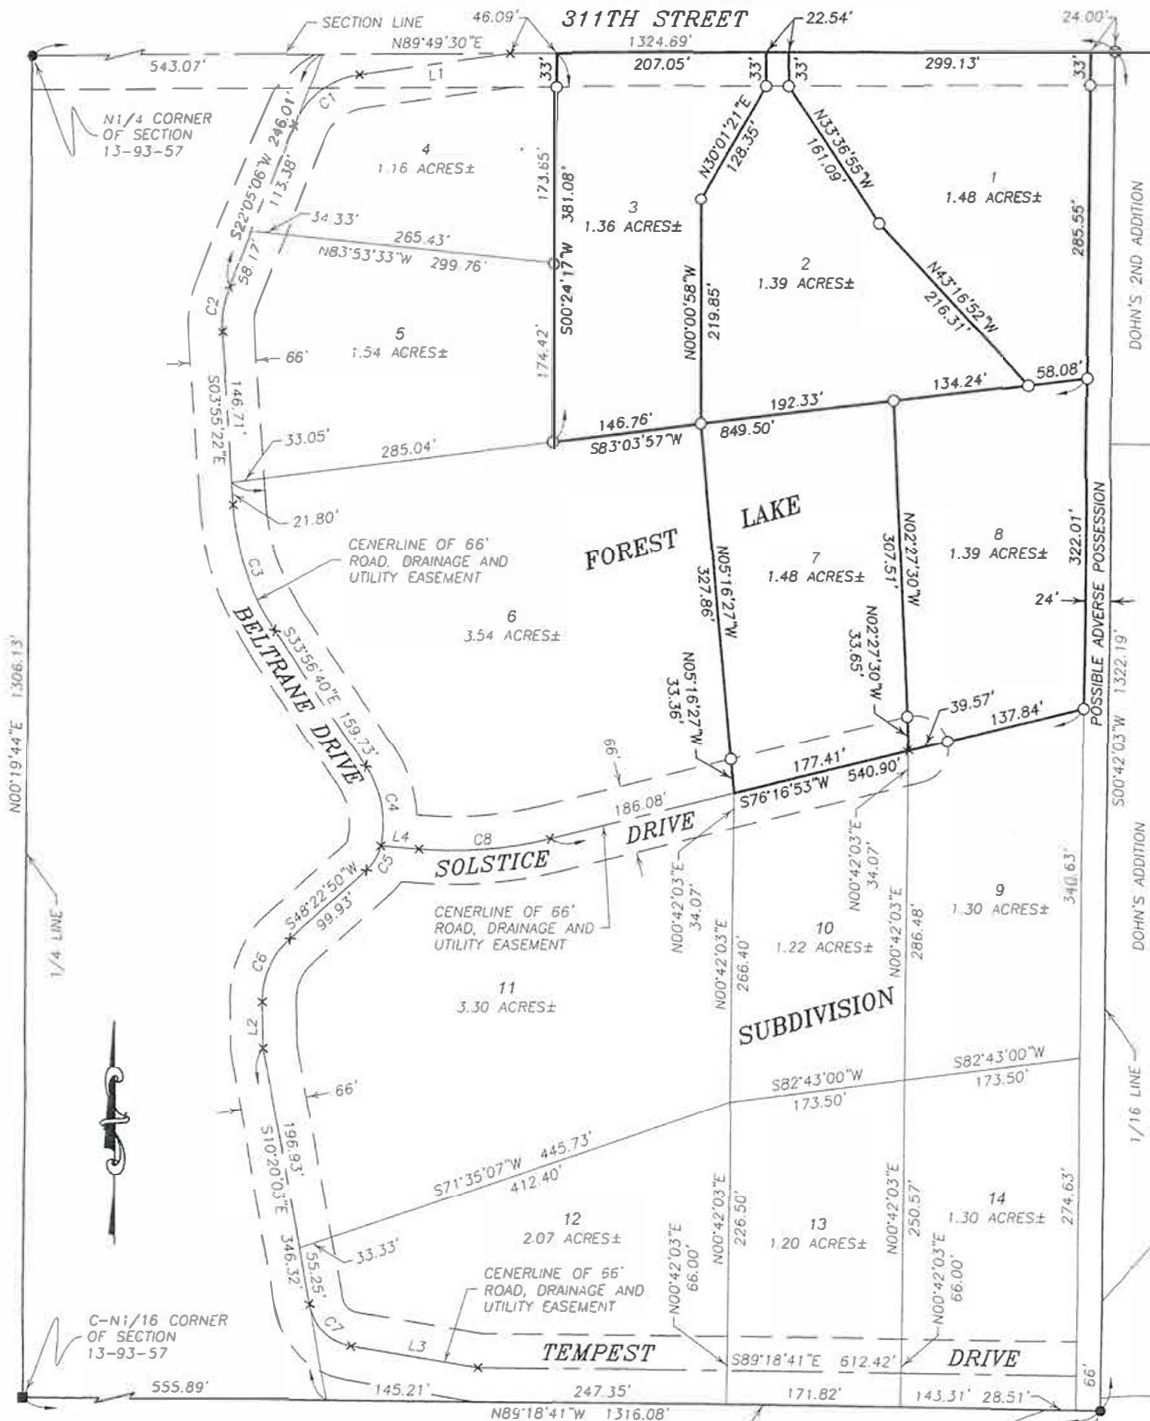 311TH STREET
SECTION LINE
46.09'
22.54'
24.00'
N89°49'30"E
1324.69'
543.07'
207.05'
299.13'
33'
33'
33'
33'
L1
C1
N1/4 CORNER
OF SECTION
13-93-57
246.01'
S22°05'06"W
113.38'
58.17'
34.33'
4
1.16 ACRES±
173.65'
381.08'
S00°24'17"W
174.42'
265.43'
N83°53'33"W 299.76'
3
1.36 ACRES±
N30°01'21"E
128.35'
N33°36'55"W
161.09'
1
1.48 ACRES±
285.55'
DOHN'S 2ND ADDITION
2
1.39 ACRES±
N43°16'52"W
216.31'
N00°00'58"W
219.85'
C2
5
1.54 ACRES±
66'
146.71'
S03°55'22"E
33.05'
285.04'
146.76'
S83°03'57"W
192.33'
849.50'
134.24'
58.08'
21.80'
CENERLINE OF 66'
ROAD, DRAINAGE AND
UTILITY EASEMENT
C3
FOREST
LAKE
6
3.54 ACRES±
7
1.48 ACRES±
8
1.39 ACRES±
N05°16'27"W
327.86'
N02°27'30"W
307.51'
322.01'
24'
POSSIBLE ADVERSE POSSESSION
S00°42'03"W 1322.19'
BELTRANE DRIVE
S33°56'40"E 159.73'
N05°16'27"W
33.36'
N02°27'30"W
33.65'
39.57'
137.84'
N00°19'44"E 1306.13'
C4
66'
177.41'
S76°16'53"W
540.90'
186.08'
L4
C8
C5
SOLSTICE
DRIVE
S48°22'50"W
99.93'
CENERLINE OF 66'
ROAD, DRAINAGE AND
UTILITY EASEMENT
N00°42'03"E
34.07'
N00°42'03"E
34.07'
340.63'
9
1.30 ACRES±
10
1.22 ACRES±
N00°42'03"E
266.40'
N00°42'03"E
286.48'
DOHN'S ADDITION
1/4 LINE
C6
L2
11
3.30 ACRES±
SUBDIVISION
1/16 LINE
S82°43'00"W
173.50'
S82°43'00"W
173.50'
66'
196.93'
S10°20'03"E
346.32'
55.25'
S71°35'07"W 445.73'
412.40'
33.33'
12
2.07 ACRES±
N00°42'03"E
226.50'
N00°42'03"E
66.00'
13
1.20 ACRES±
N00°42'03"E
250.57'
14
1.30 ACRES±
N00°42'03"E
66.00'
274.63'
CENERLINE OF 66'
ROAD, DRAINAGE AND
UTILITY EASEMENT
C-N1/16 CORNER
OF SECTION
13-93-57
C7
L3
TEMPEST
S89°18'41"E 612.42'
DRIVE
66'
555.89'
145.21'
247.35'
171.82'
143.31'
28.51'
N89°18'41"W 1316.08'